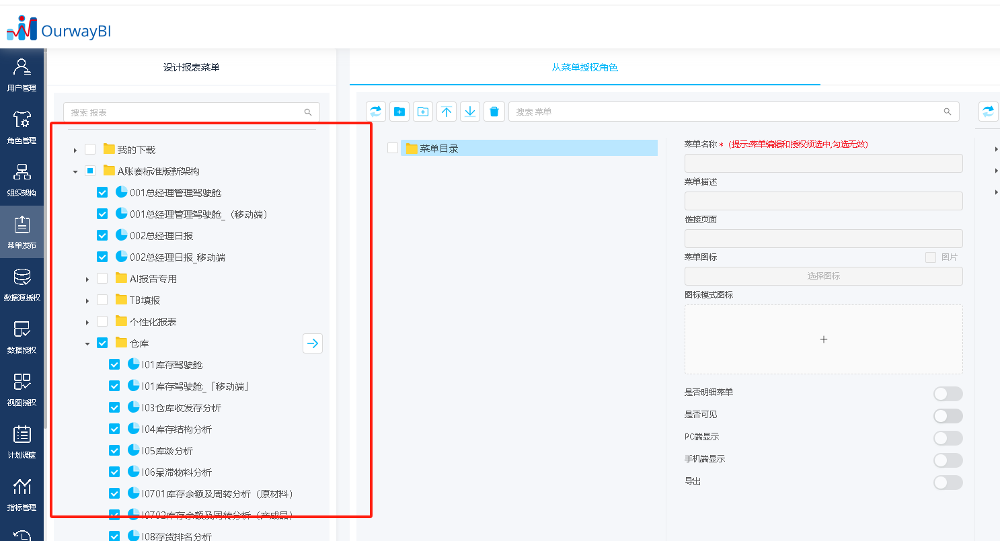 OurwayBI
用户管理
角色管理
组织架构
菜单发布
数据源授权
数据授权
视图授权
计划调度
指标管理
设计报表菜单
搜索 报表
我的下载
A账套标准版新架构
001总经理管理驾驶舱
001总经理管理驾驶舱_（移动端）
002总经理日报
002总经理日报_移动端
AI报告专用
TB填报
个性化报表
仓库
I01库存驾驶舱
I01库存驾驶舱_「移动端」
I03仓库收发存分析
I04库存结构分析
I05库龄分析
I06呆滞物料分析
I0701库存余额及周转分析（原材料）
I0702库存余额及周转分析（产成品）
I08存货排名分析
从菜单授权角色
搜索 菜单
菜单目录
菜单名称 * (提示:菜单编辑和授权须选中,勾选无效)
菜单描述
链接页面
菜单图标
图片
选择图标
图标模式图标
是否明细菜单
是否可见
PC端显示
手机端显示
导出